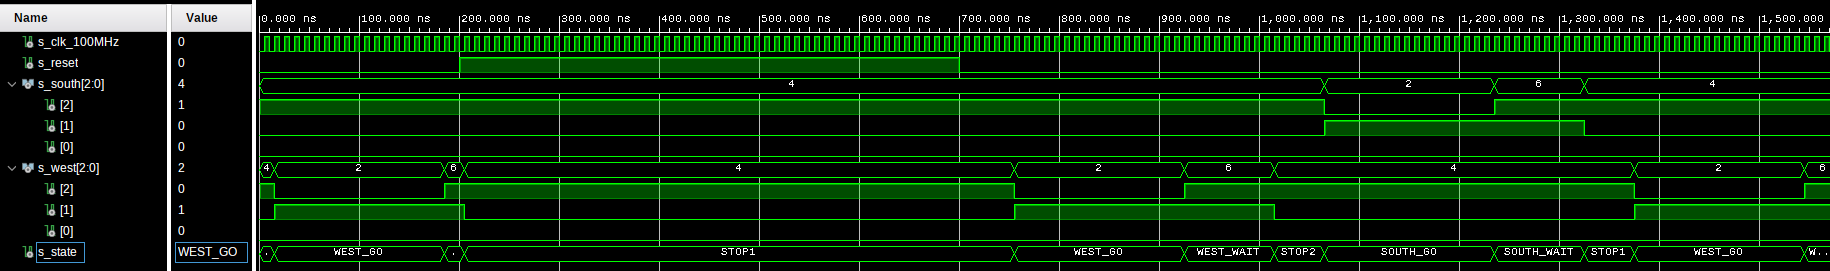 Name Value 0.000 ns 100.000 ns 200.000 ns 300.000 ns 400.000 ns 500.000 ns 600.000 ns 700.000 ns 800.000 ns 900.000 ns 1,000.000 ns 1,100.000 ns 1,200.000 ns 1,300.000 ns 1,400.000 ns 1,500.000
s_clk_100MHz 0
s_reset 0
s_south[2:0] 4 4 2 6 4
[2] 1
[1] 0
[0] 0
s_west[2:0] 2 4 2 6 4 2 6 4 2 6
[2] 0
[1] 1
[0] 0
s_state WEST_GO . WEST_GO . STOP1 WEST_GO WEST_WAIT STOP2 SOUTH_GO SOUTH_WAIT STOP1 WEST_GO W..